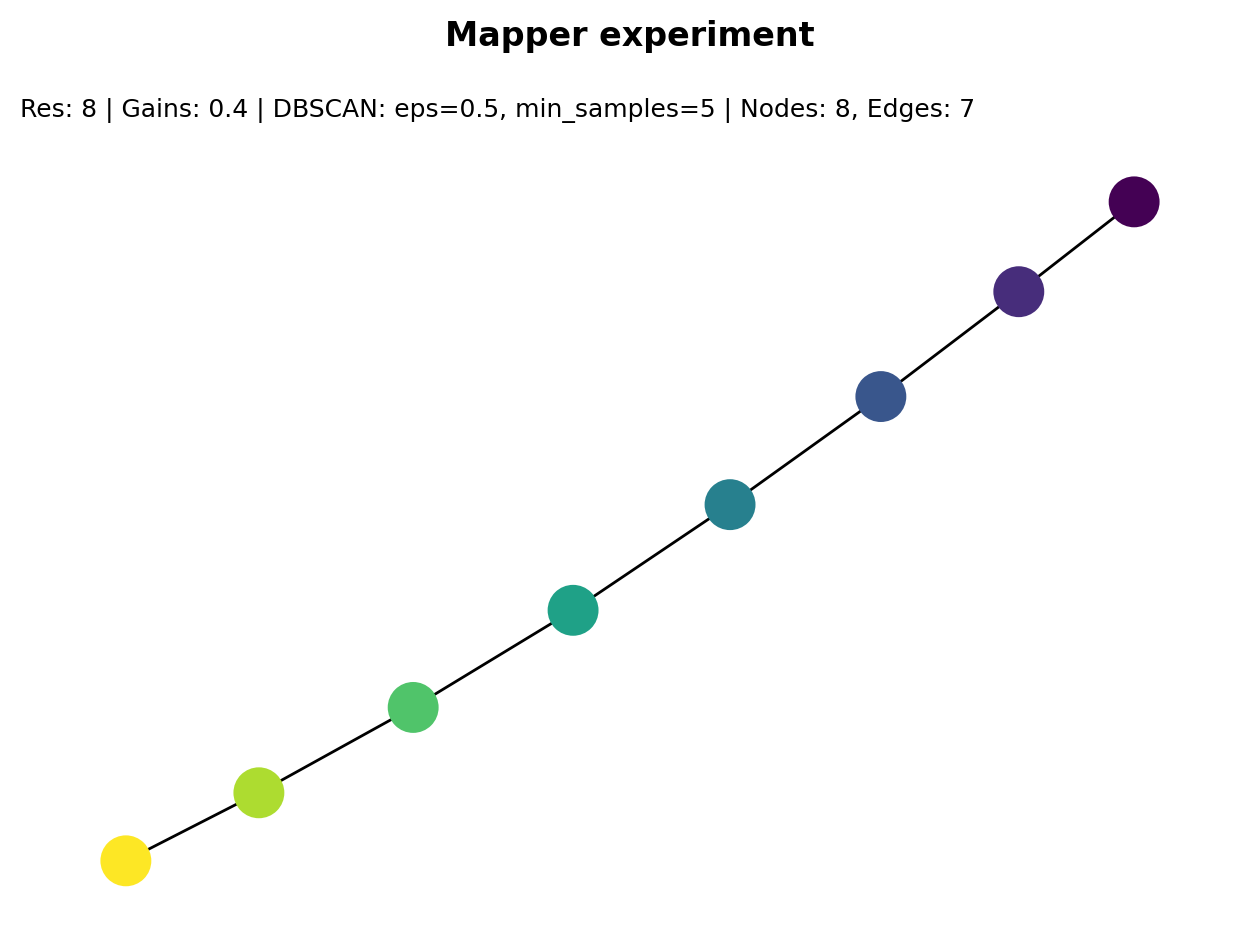 Mapper experiment
Res: 8 | Gains: 0.4 | DBSCAN: eps=0.5, min_samples=5 | Nodes: 8, Edges: 7